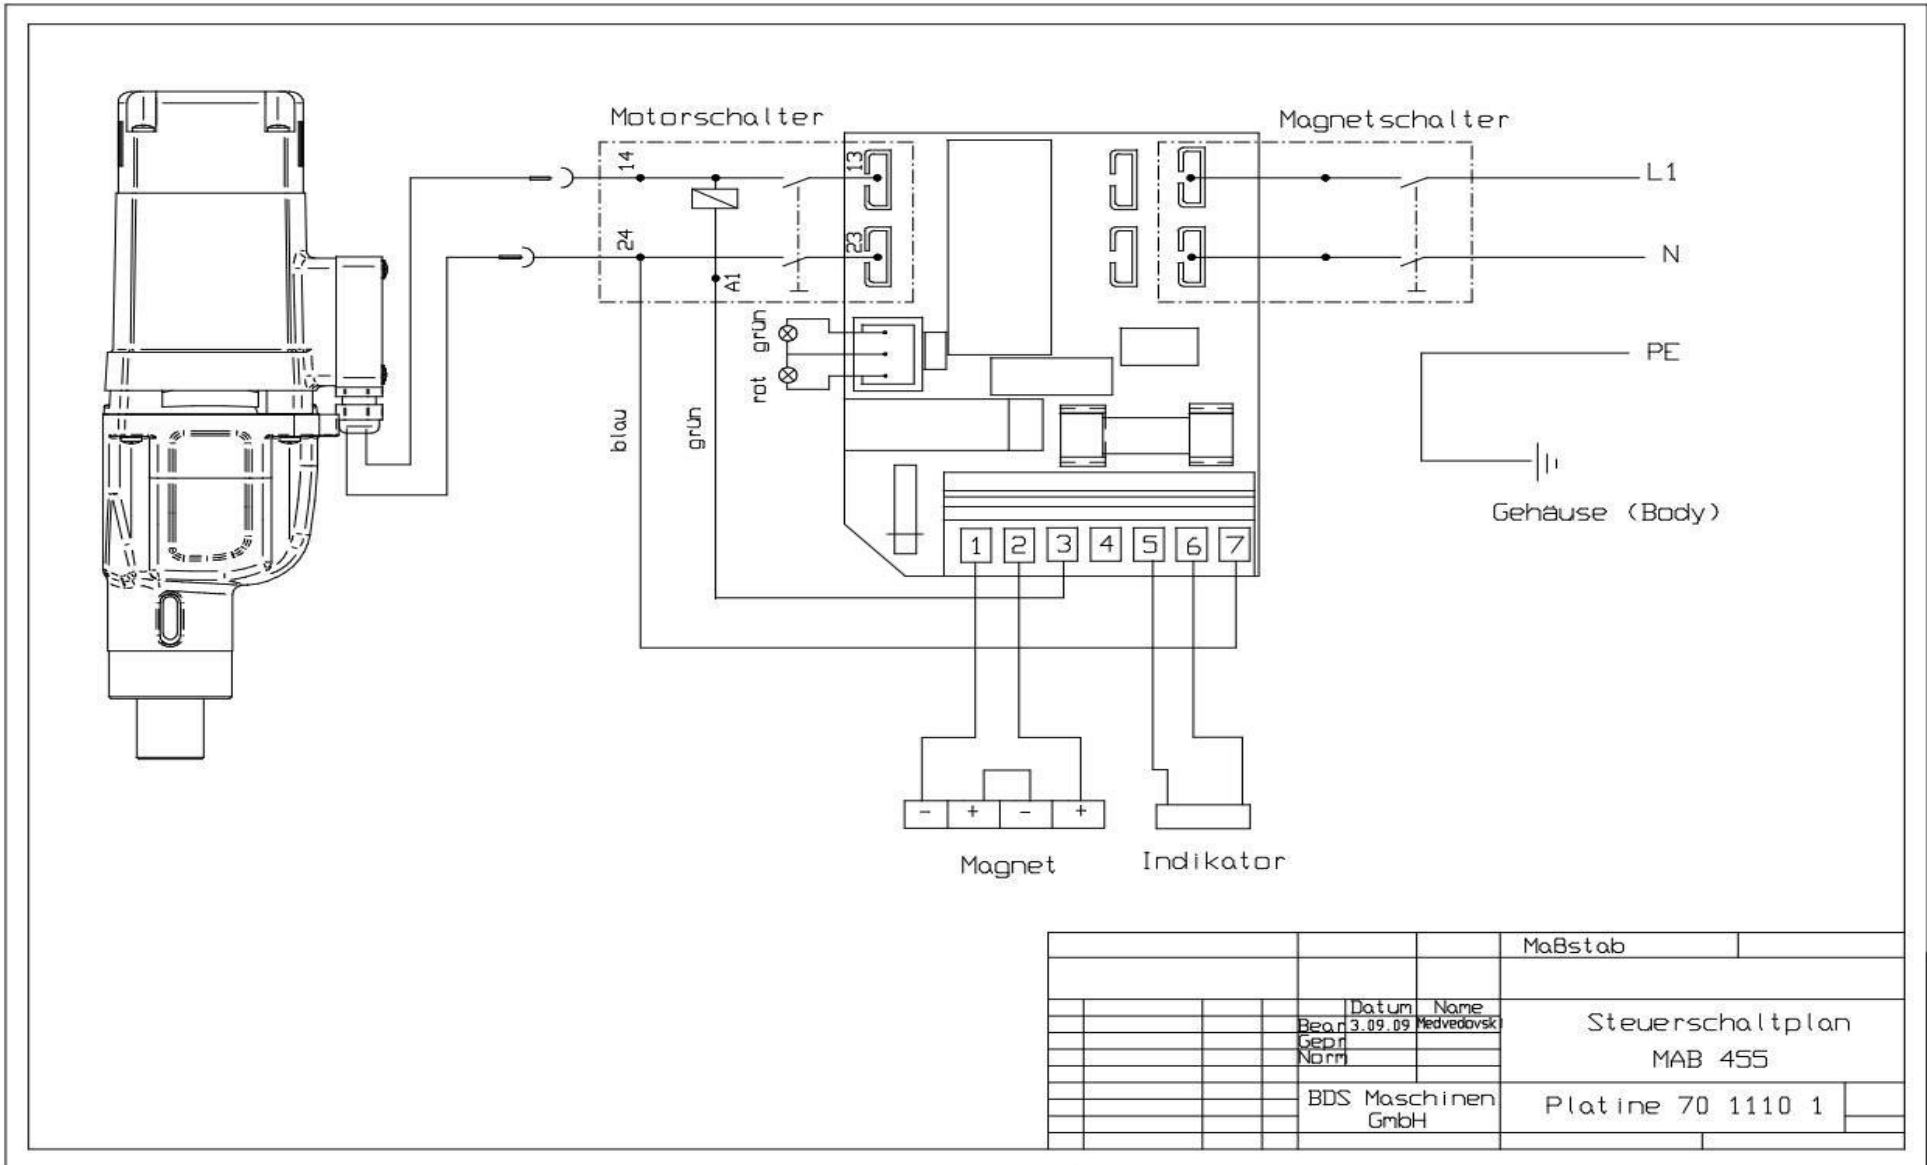 Motorschalter
Magnetschalter
14
13
L1
24
23
N
A1
grün
rot
PE
blau
grün
Gehäuse (Body)
1 2 3 4 5 6 7
- + - +
Magnet
Indikator
MaBstab
Datum Name
Bear 3.09.09 Medvedovsk
Gepr
Norm
Steuerschaltplan
MAB 455
BDS Maschinen
GmbH
Platine 70 1110 1